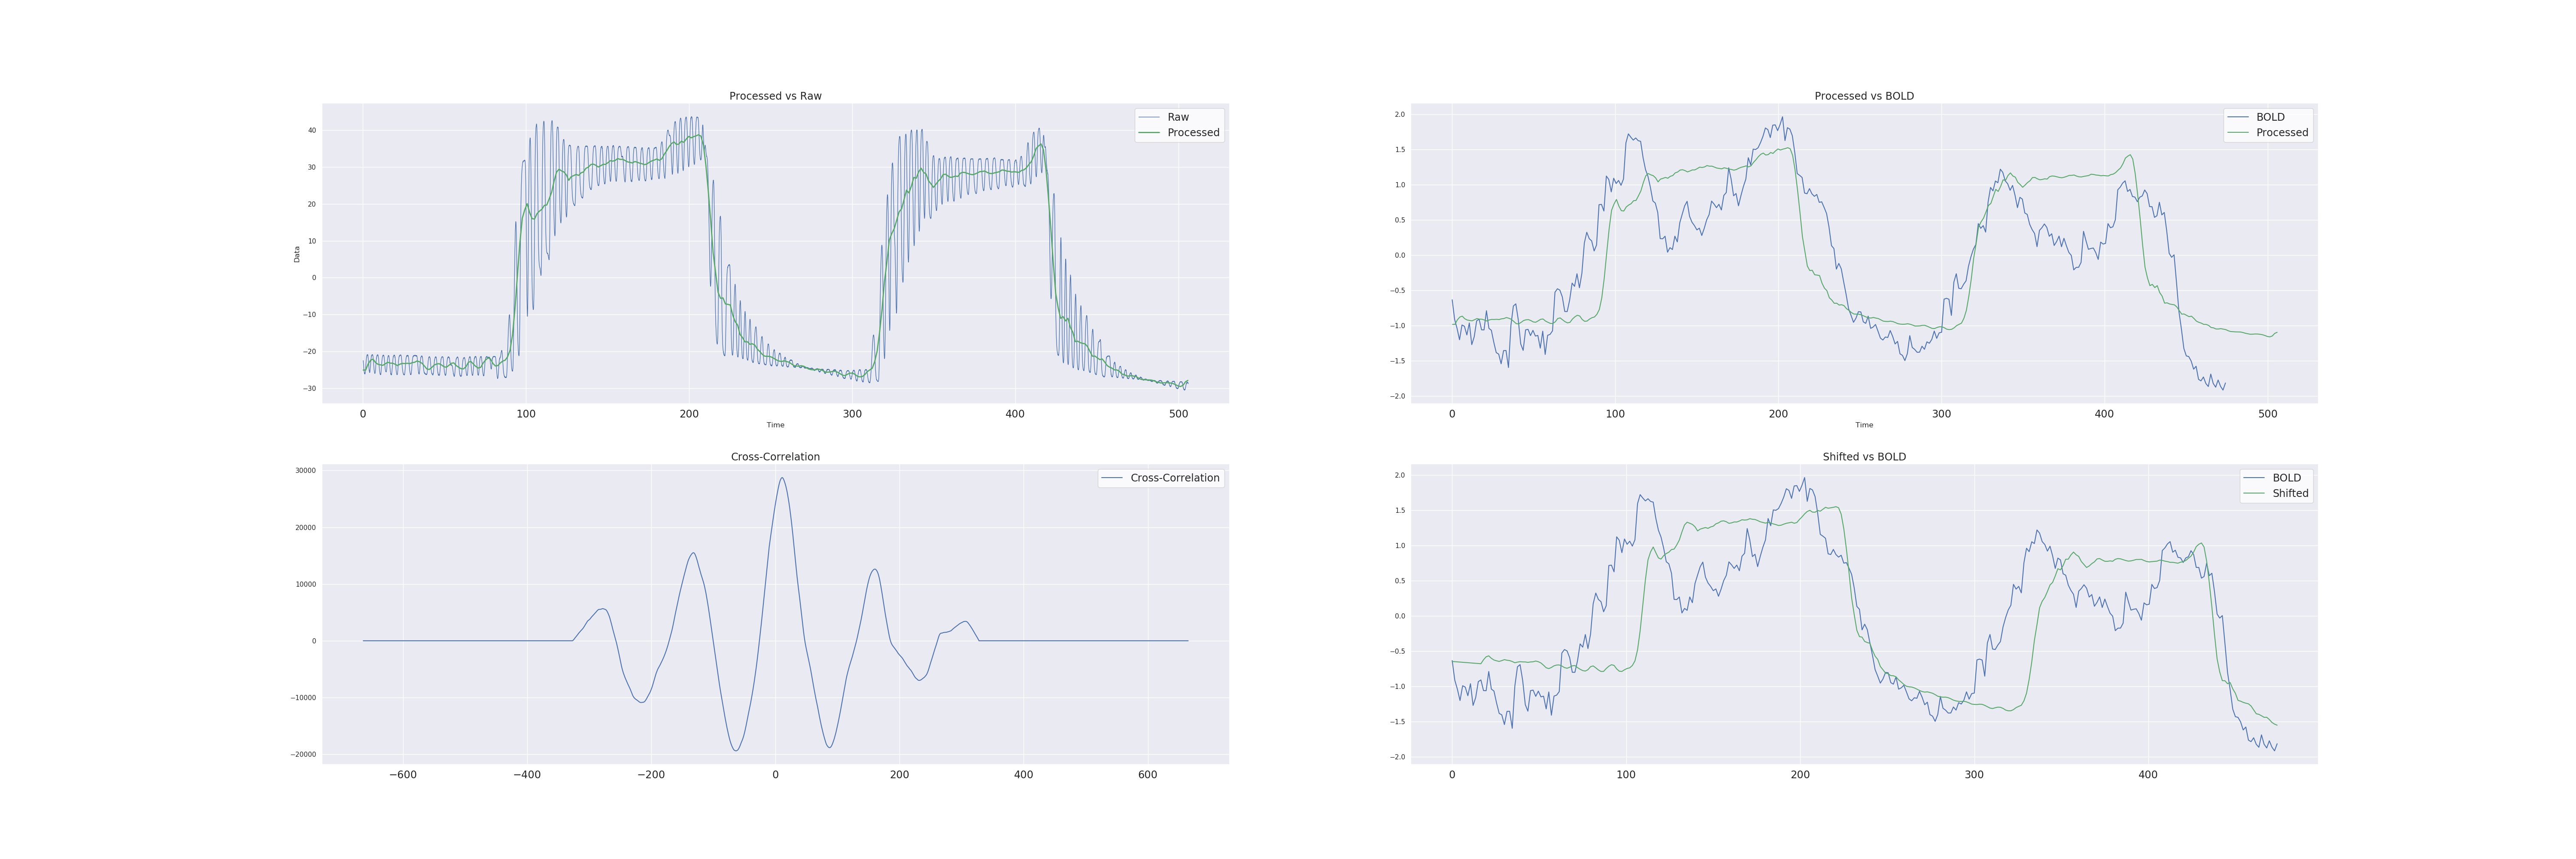 Processed vs Raw
Raw
Processed
Data
40
30
20
10
0
−10
−20
−30
0 100 200 300 400 500
Time
Processed vs BOLD
BOLD
Processed
2.0
1.5
1.0
0.5
0.0
−0.5
−1.0
−1.5
−2.0
0 100 200 300 400 500
Time
Cross-Correlation
Cross-Correlation
30000
20000
10000
0
−10000
−20000
−600 −400 −200 0 200 400 600
Shifted vs BOLD
BOLD
Shifted
2.0
1.5
1.0
0.5
0.0
−0.5
−1.0
−1.5
−2.0
0 100 200 300 400